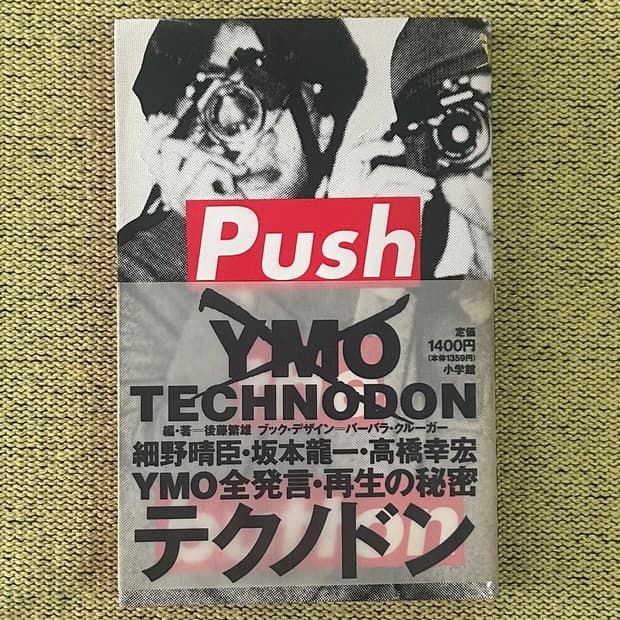 Push
YMO
TECHNODON
定価
1400円
(本体1359円)
小学館
編・著＝後藤繁雄 ブック・デザイン＝バーバラ・クルーガー
細野晴臣・坂本龍一・高橋幸宏
YMO全発言・再生の秘密
テクノドン